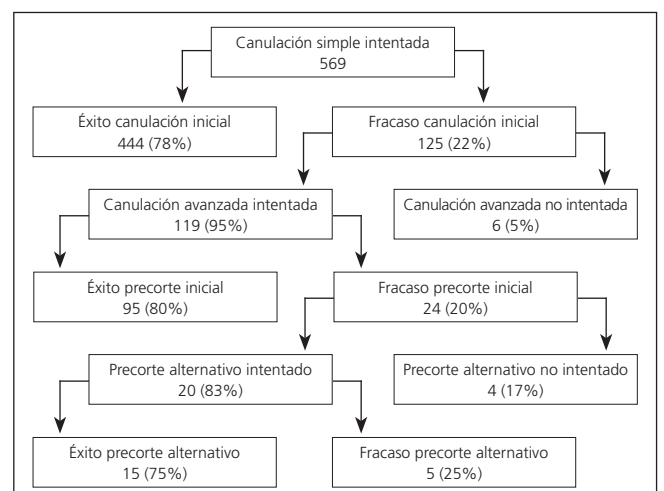 Canulación simple intentada
569
Éxito canulación inicial
444 (78%)
Fracaso canulación inicial
125 (22%)
Canulación avanzada intentada
119 (95%)
Canulación avanzada no intentada
6 (5%)
Éxito precorte inicial
95 (80%)
Fracaso precorte inicial
24 (20%)
Precorte alternativo intentado
20 (83%)
Precorte alternativo no intentado
4 (17%)
Éxito precorte alternativo
15 (75%)
Fracaso precorte alternativo
5 (25%)